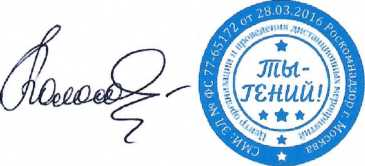 СМИ: ЭЛ № ФС 77-65172 от 28.03.2016 Роскомнадзор г. Москва
Центр организации и проведения дистанционных мероприятий
ТЫ-
ГЕНИЙ!